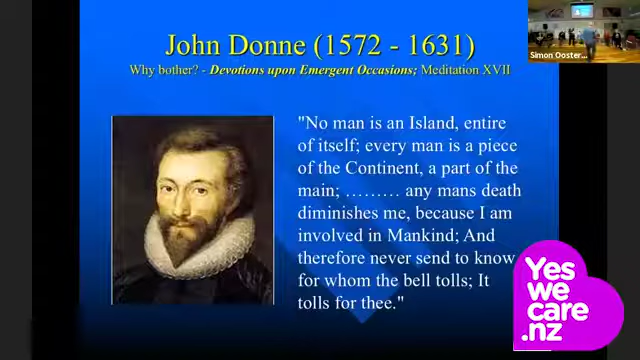 John Donne (1572 - 1631)
Why bother? - Devotions upon Emergent Occasions; Meditation XVII
Simon Ooster...
"No man is an Island, entire
of itself; every man is a piece
of the Continent, a part of the
main; ……… any mans death
diminishes me, because I am
involved in Mankind; And
therefore never send to know
for whom the bell tolls; It
tolls for thee."
Yes
we
care
.nz